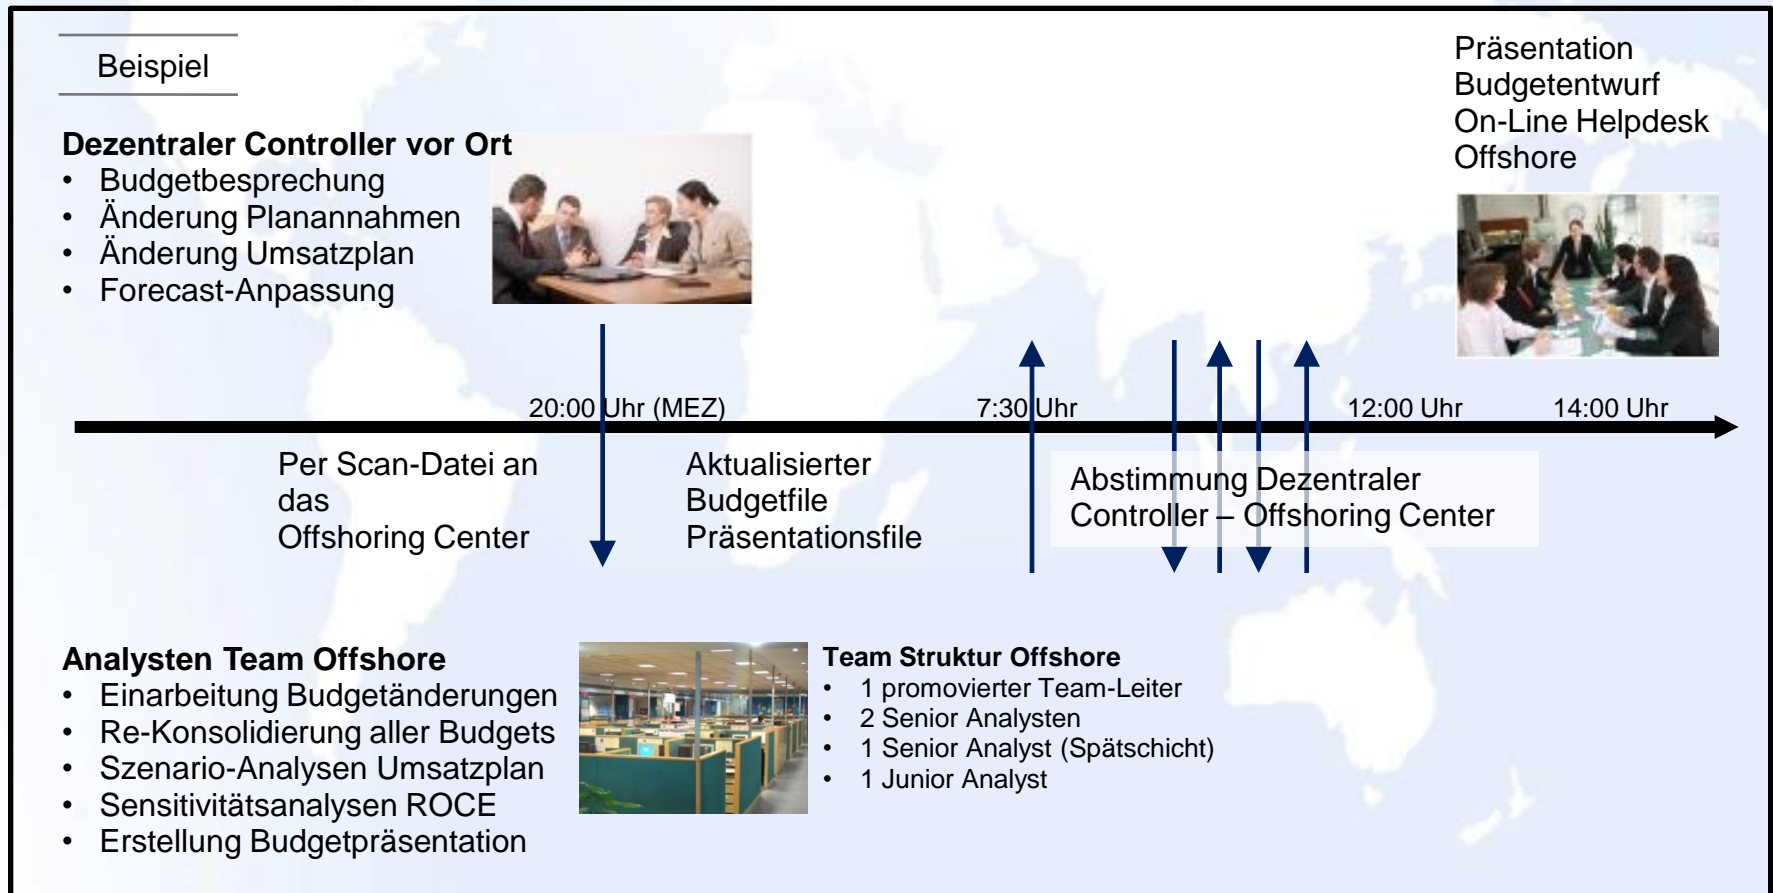 Beispiel
Präsentation
Budgetentwurf
On-Line Helpdesk
Offshore
Dezentraler Controller vor Ort
• Budgetbesprechung
• Änderung Planannahmen
• Änderung Umsatzplan
• Forecast-Anpassung
20:00 Uhr (MEZ)
7:30 Uhr
12:00 Uhr
14:00 Uhr
Per Scan-Datei an
das
Offshoring Center
Aktualisierter
Budgetfile
Präsentationsfile
Abstimmung Dezentraler
Controller – Offshoring Center
Analysten Team Offshore
• Einarbeitung Budgetänderungen
• Re-Konsolidierung aller Budgets
• Szenario-Analysen Umsatzplan
• Sensitivitätsanalysen ROCE
• Erstellung Budgetpräsentation
Team Struktur Offshore
• 1 promovierter Team-Leiter
• 2 Senior Analysten
• 1 Senior Analyst (Spätschicht)
• 1 Junior Analyst